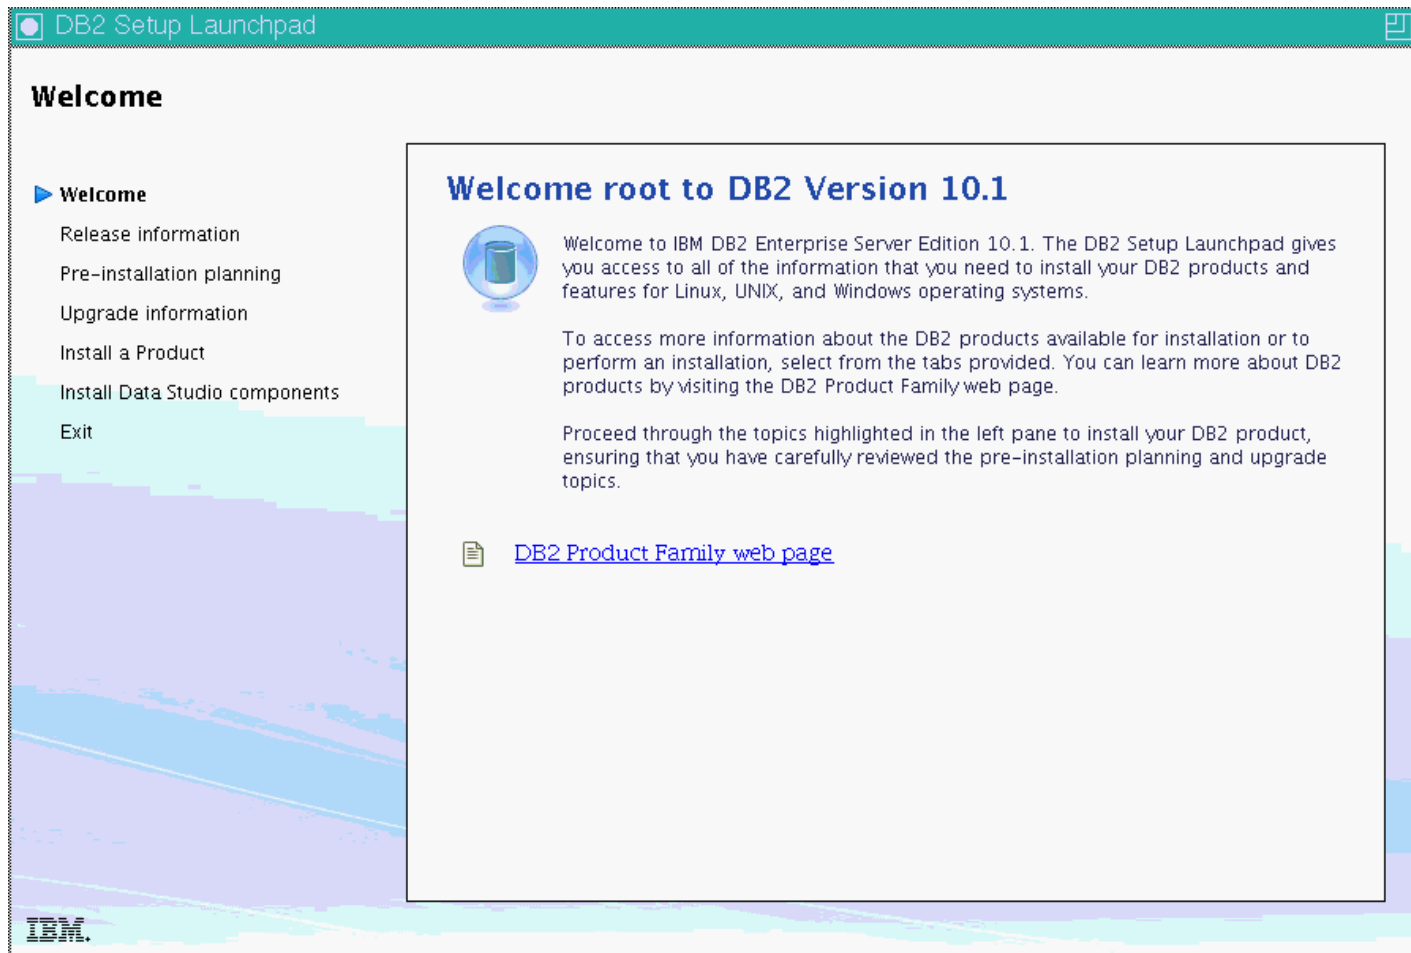 DB2 Setup Launchpad
Welcome
Welcome
Release information
Pre-installation planning
Upgrade information
Install a Product
Install Data Studio components
Exit
Welcome root to DB2 Version 10.1
Welcome to IBM DB2 Enterprise Server Edition 10.1. The DB2 Setup Launchpad gives
you access to all of the information that you need to install your DB2 products and
features for Linux, UNIX, and Windows operating systems.
To access more information about the DB2 products available for installation or to
perform an installation, select from the tabs provided. You can learn more about DB2
products by visiting the DB2 Product Family web page.
Proceed through the topics highlighted in the left pane to install your DB2 product,
ensuring that you have carefully reviewed the pre-installation planning and upgrade
topics.
DB2 Product Family web page
IBM.